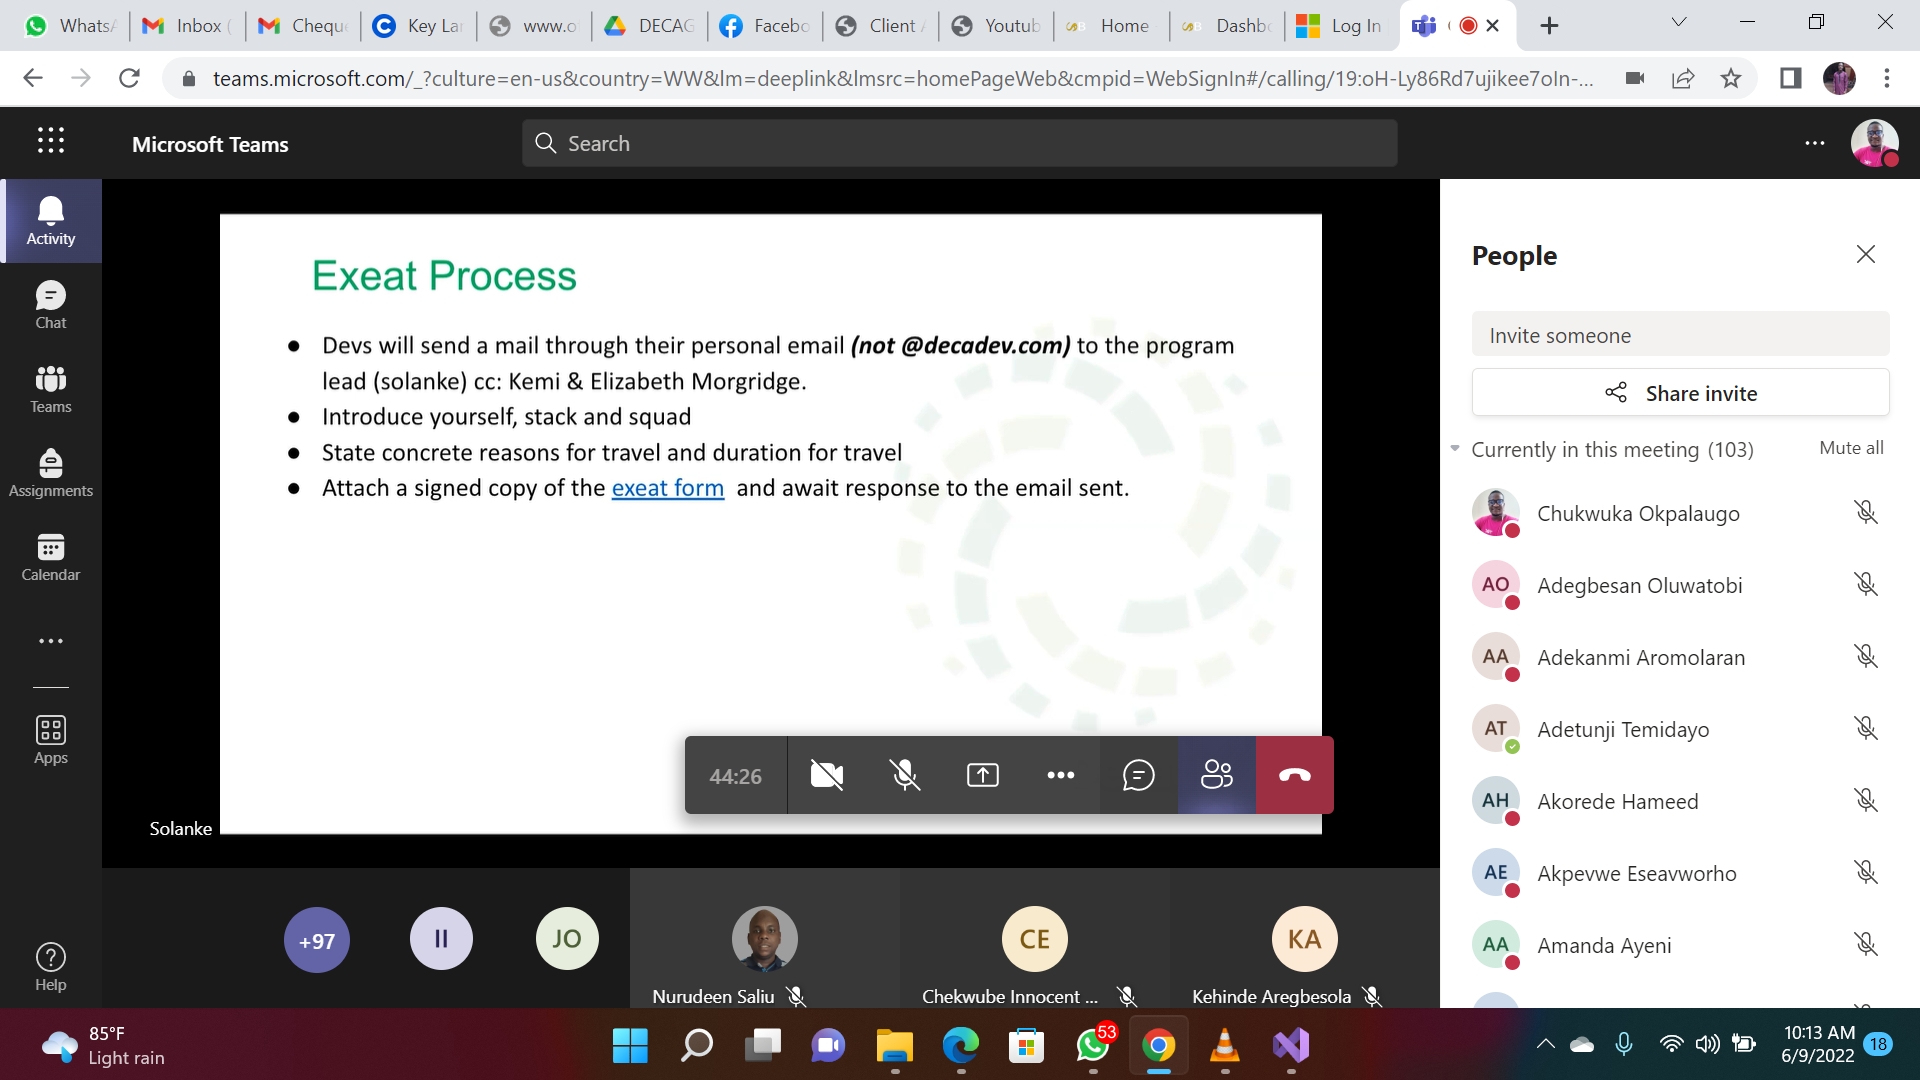 WhatsA
Inbox (
Chequ
Key La
www.o
DECAG
Facebo
Client A
Youtub
Home
Dashb
Log In
teams.microsoft.com/_?culture=en-us&country=WW&lm=deeplink&lmsrc=homePageWeb&cmpid=WebSignIn#/calling/19:oH-Ly86Rd7ujikee7oIn-...
Microsoft Teams
Search
Activity
Chat
Teams
Assignments
Calendar
Apps
Help
Exeat Process
● Devs will send a mail through their personal email (not @decadev.com) to the program
lead (solanke) cc: Kemi & Elizabeth Morgridge.
● Introduce yourself, stack and squad
● State concrete reasons for travel and duration for travel
● Attach a signed copy of the exeat form and await response to the email sent.
44:26
Solanke
+97
II
JO
Nurudeen Saliu
CE
Chekwube Innocent ...
KA
Kehinde Aregbesola
People
Invite someone
Share invite
Currently in this meeting (103)
Mute all
Chukwuka Okpalaugo
AO Adegbesan Oluwatobi
AA Adekanmi Aromolaran
AT Adetunji Temidayo
AH Akorede Hameed
AE Akpevwe Eseavworho
AA Amanda Ayeni
85°F
Light rain
53
10:13 AM
6/9/2022
18